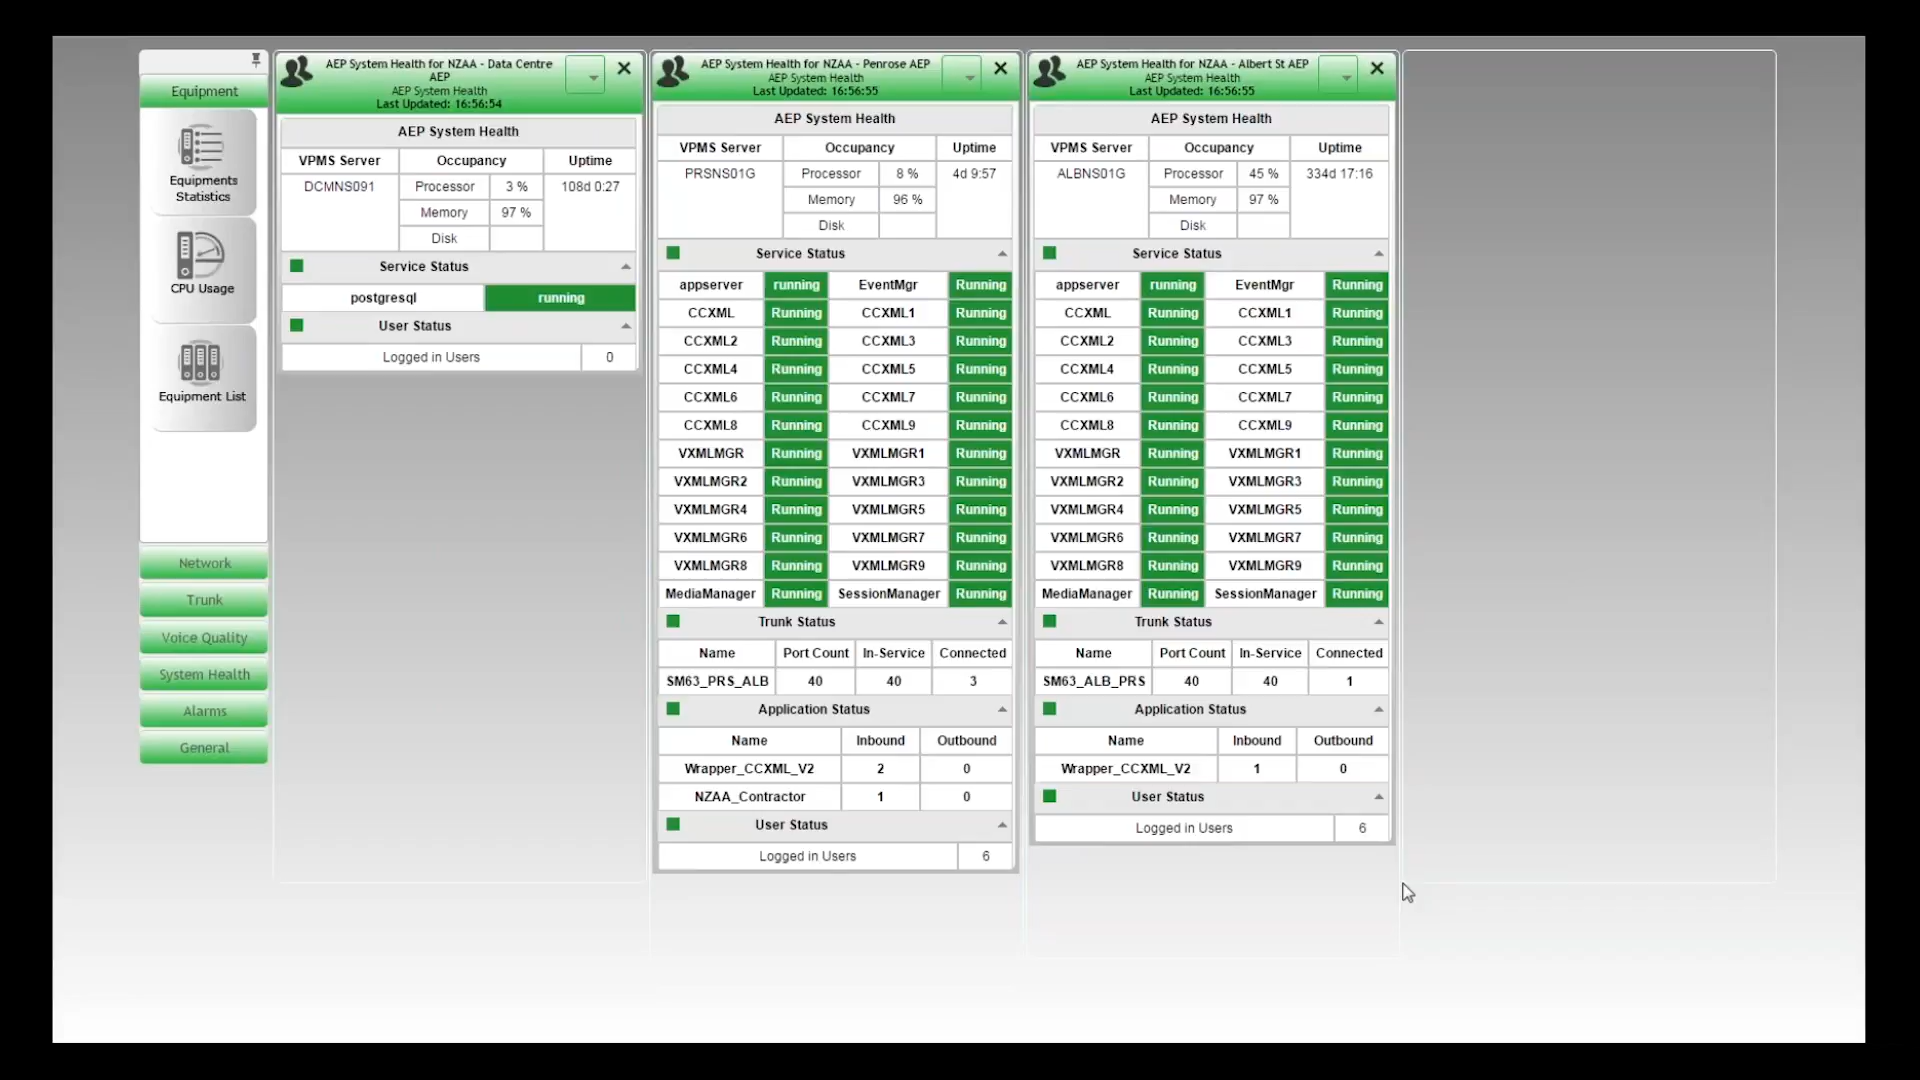 Equipment
Equipments
Statistics
CPU Usage
Equipment List
Network
Trunk
Voice Quality
System Health
Alarms
General
AEP System Health for NZAA - Data Centre
AEP
AEP System Health
Last Updated: 16:56:54
AEP System Health
VPMS Server Occupancy Uptime
DCMNS091 Processor 3 % 108d 0:27
Memory 97 %
Disk
Service Status
postgresql running
User Status
Logged in Users 0
AEP System Health for NZAA - Penrose AEP
AEP System Health
Last Updated: 16:56:55
AEP System Health
VPMS Server Occupancy Uptime
PRSNS01G Processor 8 % 4d 9:57
Memory 96 %
Disk
Service Status
appserver running EventMgr Running
CCXML Running CCXML1 Running
CCXML2 Running CCXML3 Running
CCXML4 Running CCXML5 Running
CCXML6 Running CCXML7 Running
CCXML8 Running CCXML9 Running
VXMLMGR Running VXMLMGR1 Running
VXMLMGR2 Running VXMLMGR3 Running
VXMLMGR4 Running VXMLMGR5 Running
VXMLMGR6 Running VXMLMGR7 Running
VXMLMGR8 Running VXMLMGR9 Running
MediaManager Running SessionManager Running
Trunk Status
Name Port Count In-Service Connected
SM63_PRS_ALB 40 40 3
Application Status
Name Inbound Outbound
Wrapper_CCXML_V2 2 0
NZAA_Contractor 1 0
User Status
Logged in Users 6
AEP System Health for NZAA - Albert St AEP
AEP System Health
Last Updated: 16:56:55
AEP System Health
VPMS Server Occupancy Uptime
ALBNS01G Processor 45 % 334d 17:16
Memory 97 %
Disk
Service Status
appserver running EventMgr Running
CCXML Running CCXML1 Running
CCXML2 Running CCXML3 Running
CCXML4 Running CCXML5 Running
CCXML6 Running CCXML7 Running
CCXML8 Running CCXML9 Running
VXMLMGR Running VXMLMGR1 Running
VXMLMGR2 Running VXMLMGR3 Running
VXMLMGR4 Running VXMLMGR5 Running
VXMLMGR6 Running VXMLMGR7 Running
VXMLMGR8 Running VXMLMGR9 Running
MediaManager Running SessionManager Running
Trunk Status
Name Port Count In-Service Connected
SM63_ALB_PRS 40 40 1
Application Status
Name Inbound Outbound
Wrapper_CCXML_V2 1 0
User Status
Logged in Users 6